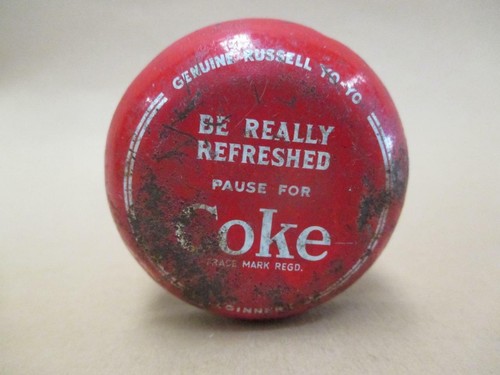 GENUINE RUSSELL YO-YO
BE REALLY
REFRESHED
PAUSE FOR
Coke
TRADE MARK REGD.